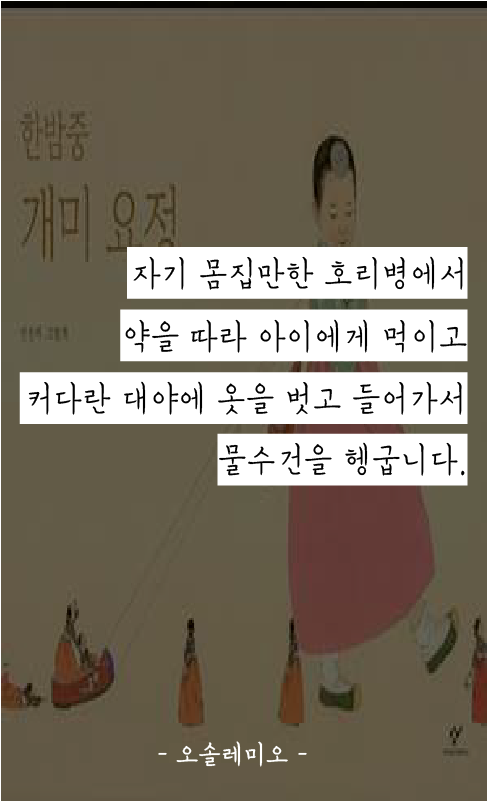 한밤중
개미 요정
자기 몸집만한 호리병에서
약을 따라 아이에게 먹이고
커다란 대야에 옷을 벗고 들어가서
물수건을 헹굽니다.
- 오솔레미오 -